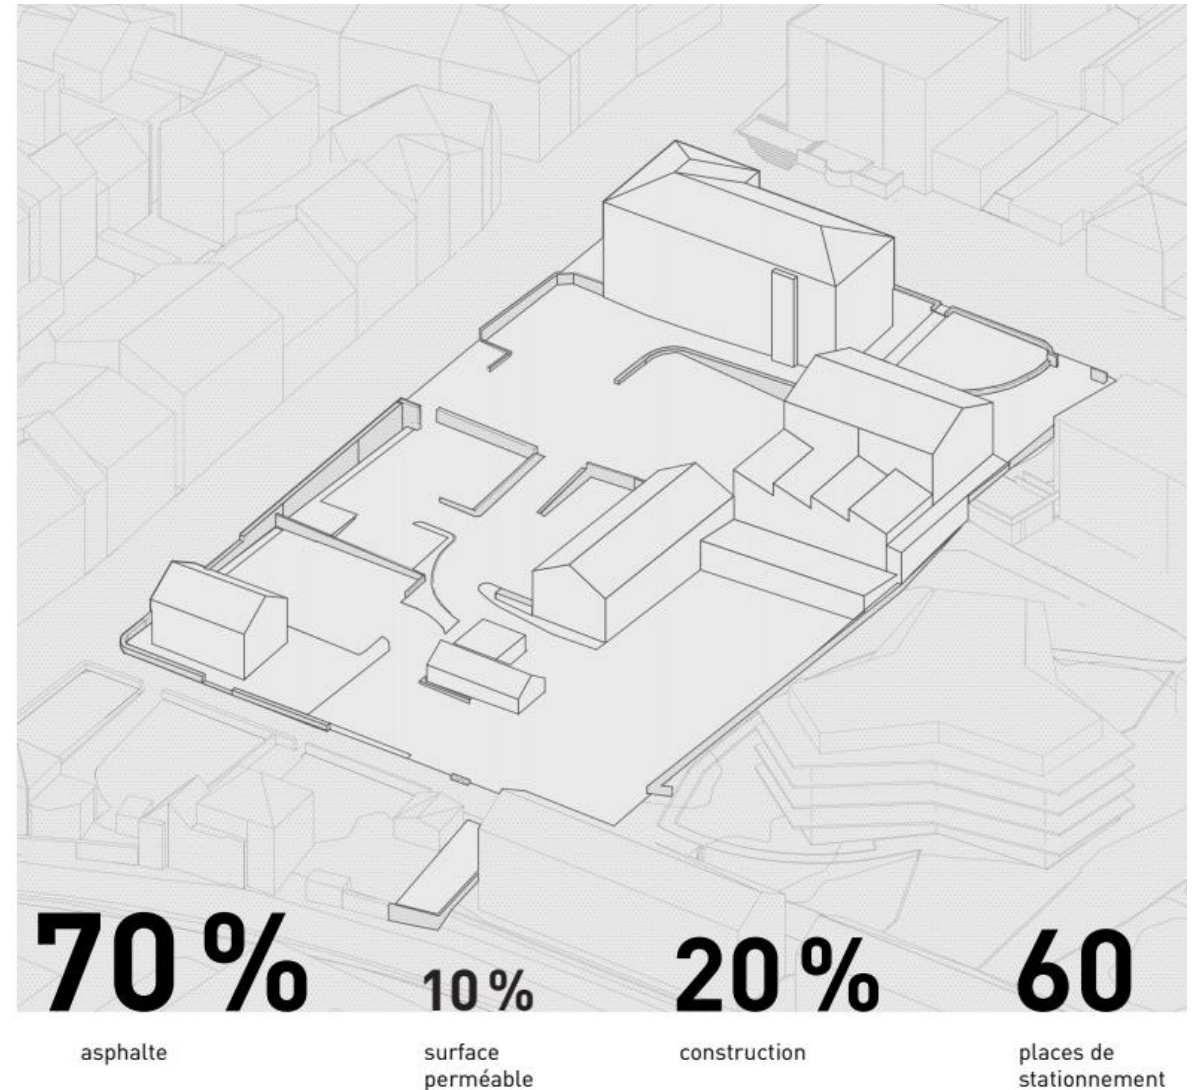 70 %
10 %
20 %
60
asphalte
surface
perméable
construction
places de
stationnement